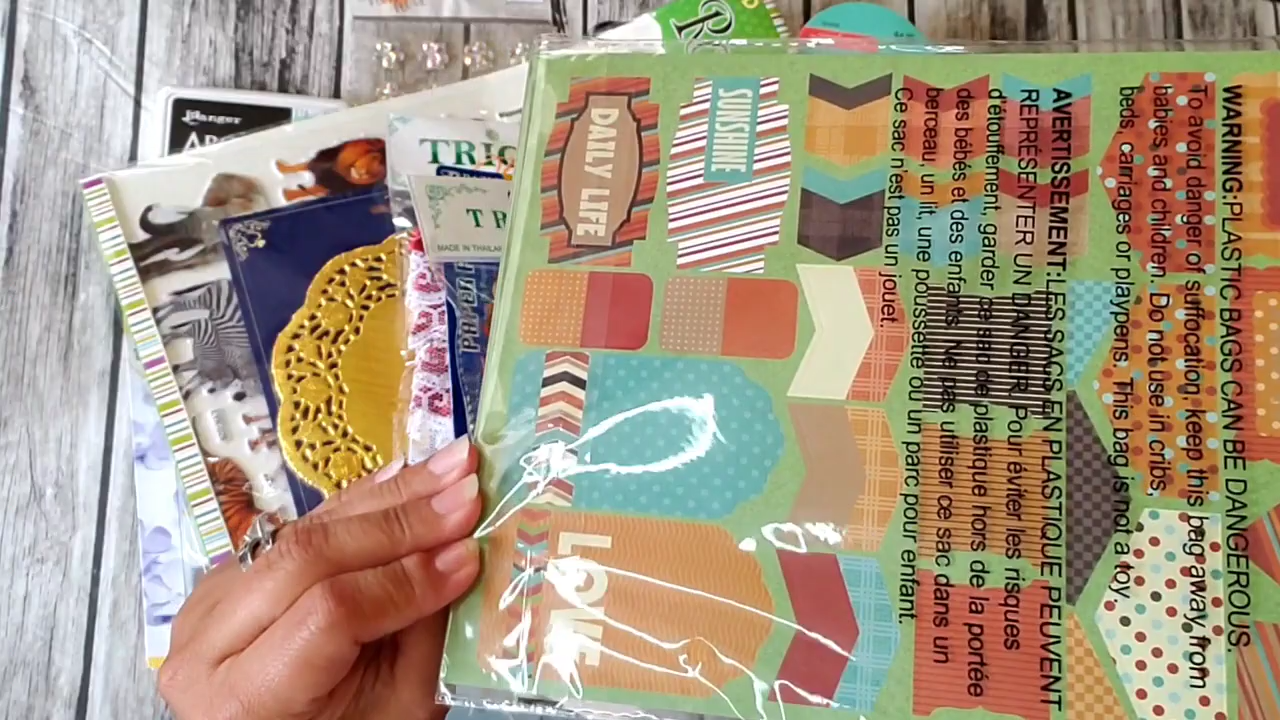 Ranger
TRIC
TR
MADE IN THAILAN
DAILY LIFE
SUNSHINE
LOVE
WARNING: PLASTIC BAGS CAN BE DANGEROUS.
To avoid danger of suffocation, keep this bag away from
babies and children. Do not use in cribs,
beds, carriages or playpens. This bag is not a toy.
AVERTISSEMENT: LES SACS EN PLASTIQUE PEUVENT
REPRÉSENTER UN DANGER. Pour éviter les risques
d'étouffement, garder ce sac de plastique hors de la portée
des bébés et des enfants. Ne pas utiliser ce sac dans un
berceau, un lit, une poussette ou un parc pour enfant.
Ce sac n'est pas un jouet.